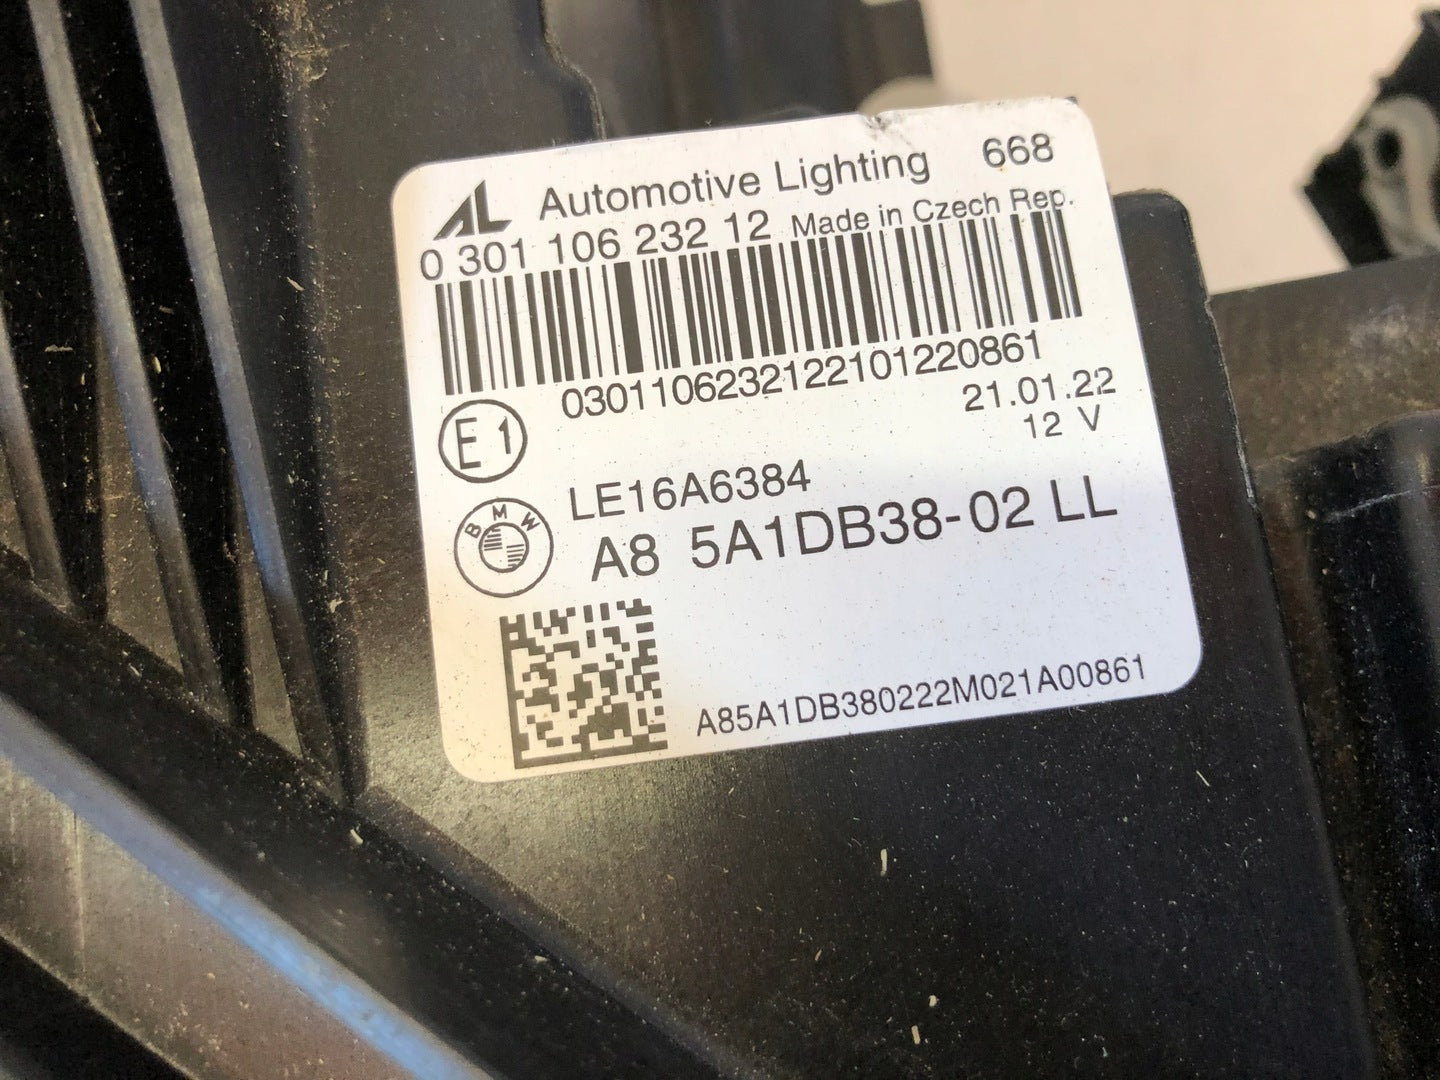 AL Automotive Lighting 668
0 301 106 232 12 Made in Czech Rep.
0301106232122101220861
21.01.22
E1 12 V
LE16A6384
BMW A8 5A1DB38-02 LL
A85A1DB380222M021A00861